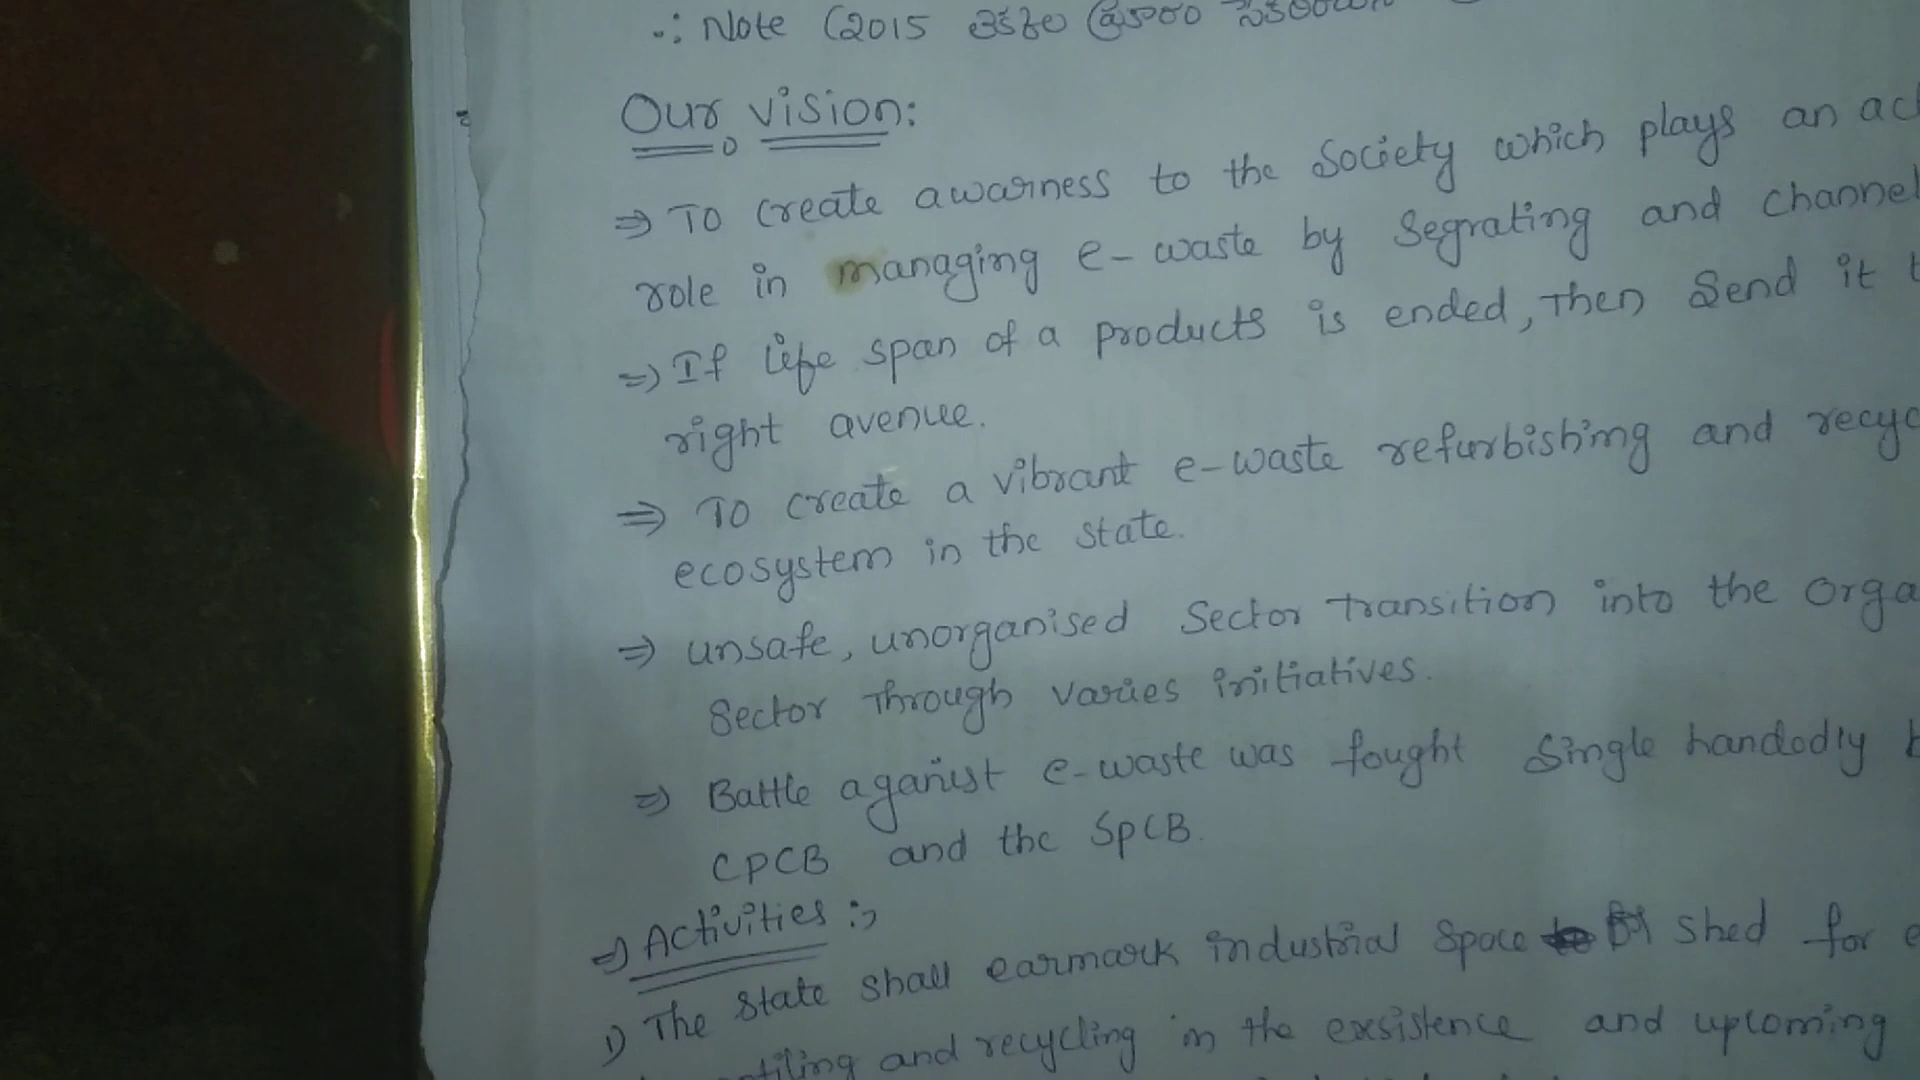 ∴ Note (2015
Our vision:
⇒ To create awarness to the Society which plays an
role in managing e-waste by Segrating and channel
⇒ If life span of a products is ended, Then Send it
right avenue.
⇒ To create a vibrant e-waste refurbishing and recyc
ecosystem in the state.
⇒ unsafe, unorganised Sector transition into the Orga
Sector Through varies initiatives.
⇒ Battle against e-waste was fought Single handodly
CPCB and the SPCB.
⇒ Activities :-
1) The State shall earmark industrial Space shed for
and recycling in the exsistence and upcoming